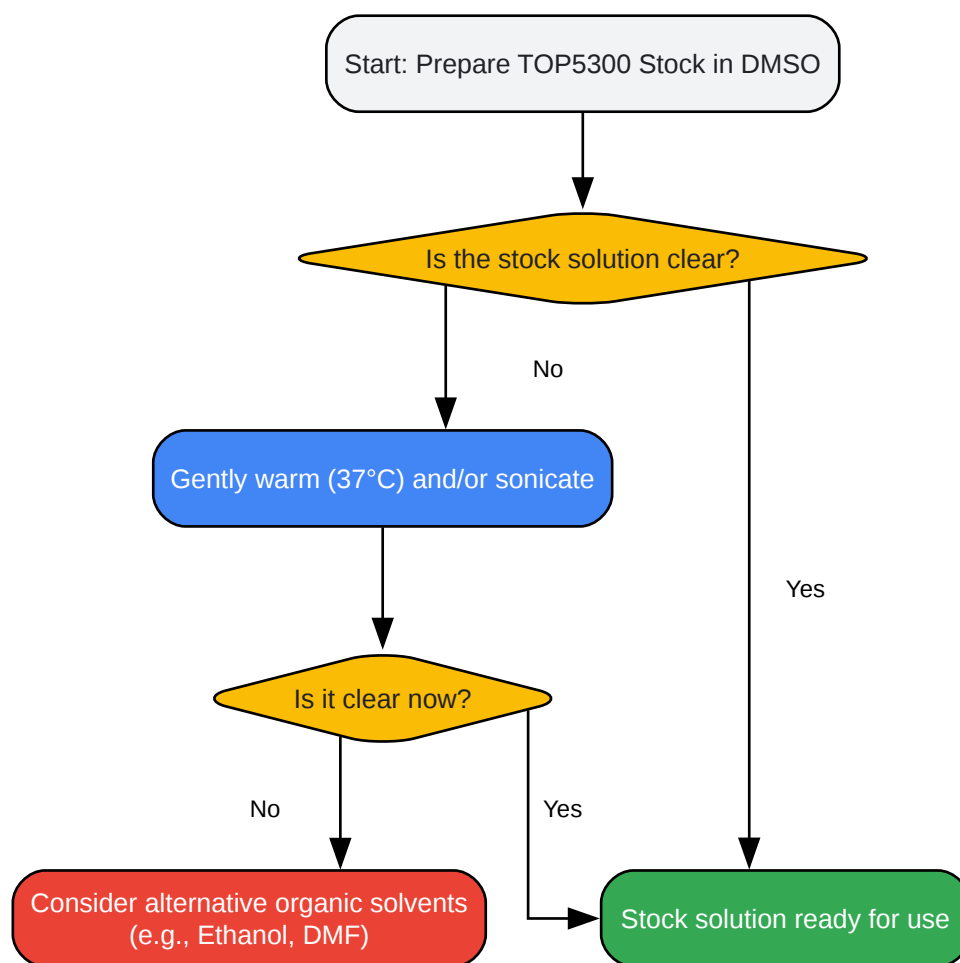 Start: Prepare TOP5300 Stock in DMSO
Is the stock solution clear?
No
Gently warm (37°C) and/or sonicate
Yes
Is it clear now?
No
Yes
Consider alternative organic solvents
(e.g., Ethanol, DMF)
Stock solution ready for use